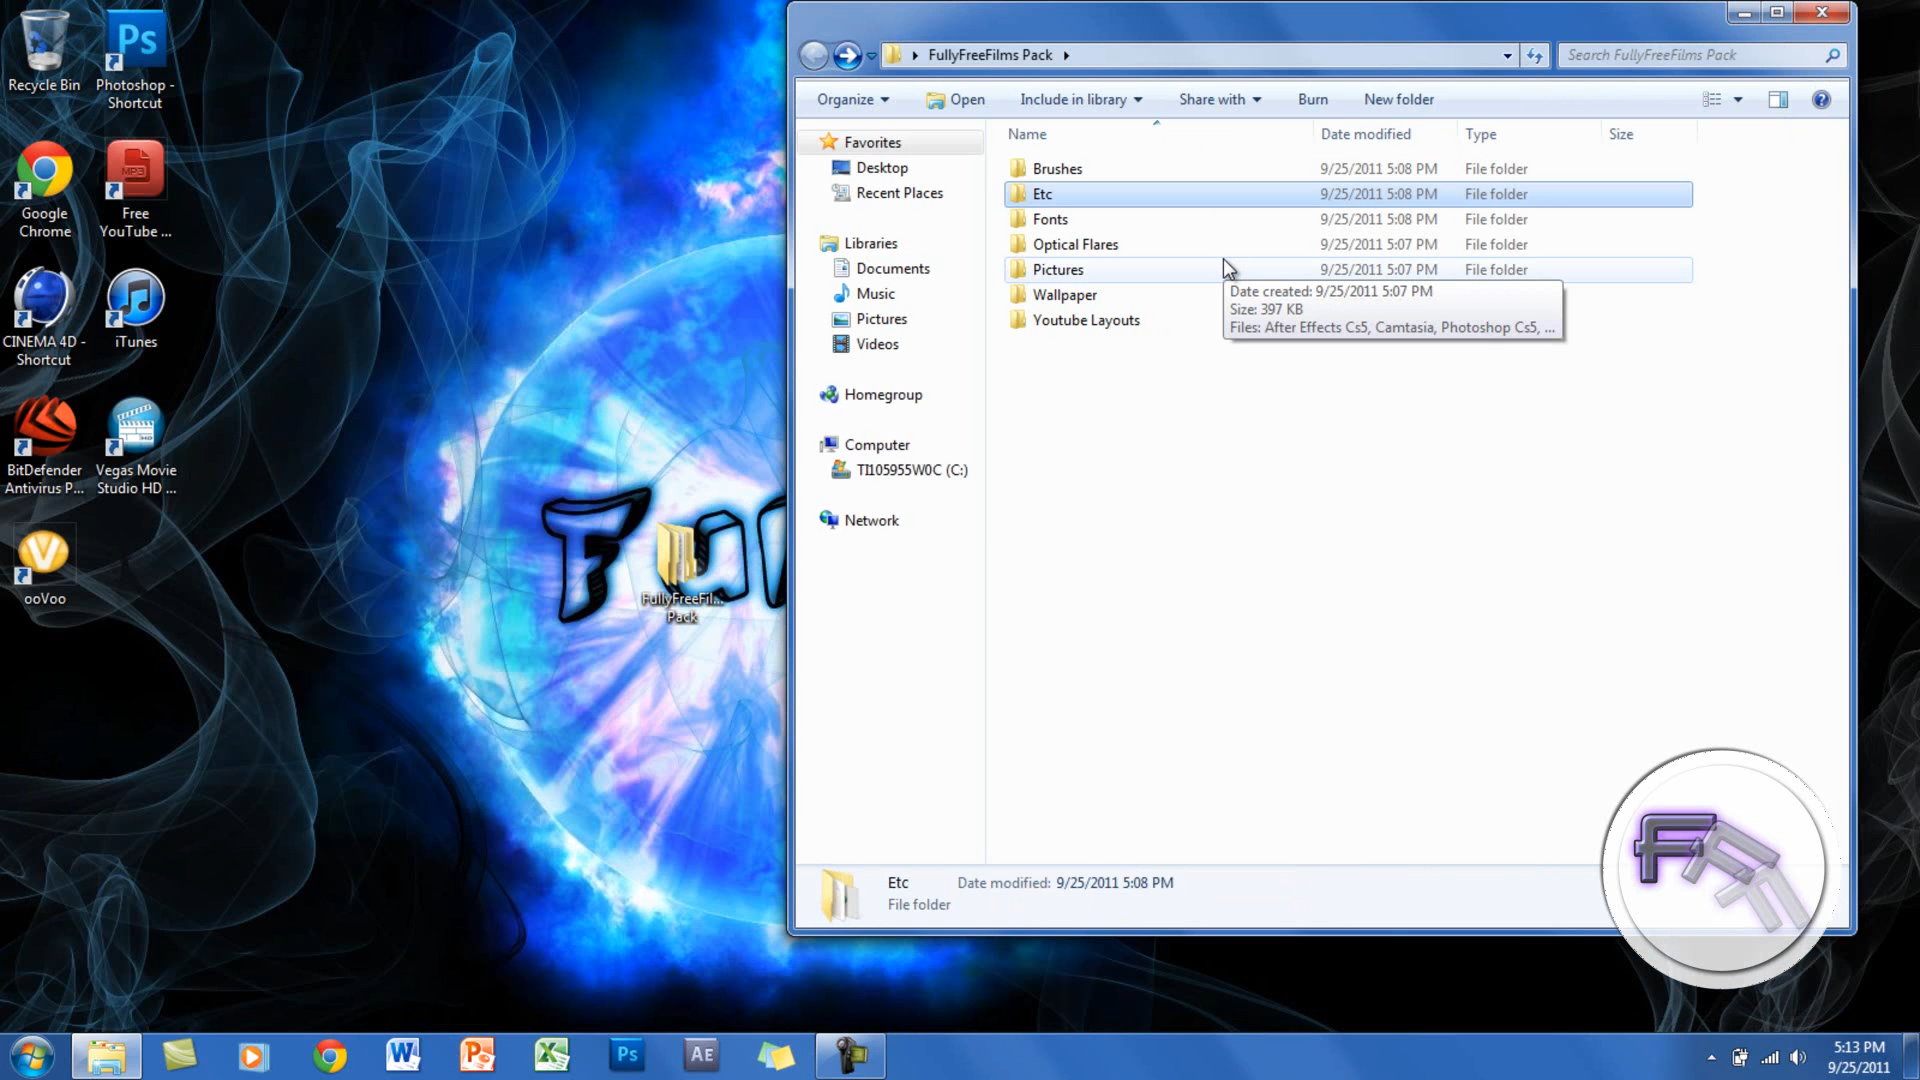 Recycle Bin
Photoshop -
Shortcut
Google
Chrome
MP3
Free
YouTube ...
CINEMA 4D -
Shortcut
iTunes
BitDefender
Antivirus P...
Vegas Movie
Studio HD ...
ooVoo
FullyFreeFil...
Pack
FullyFreeFilms Pack
Search FullyFreeFilms Pack
Organize
Open
Include in library
Share with
Burn
New folder
Favorites
Desktop
Recent Places
Libraries
Documents
Music
Pictures
Videos
Homegroup
Computer
TI105955W0C (C:)
Network
Name Date modified Type Size
Brushes 9/25/2011 5:08 PM File folder
Etc 9/25/2011 5:08 PM File folder
Fonts 9/25/2011 5:08 PM File folder
Optical Flares 9/25/2011 5:07 PM File folder
Pictures 9/25/2011 5:07 PM File folder
Wallpaper
Youtube Layouts
Date created: 9/25/2011 5:07 PM
Size: 397 KB
Files: After Effects Cs5, Camtasia, Photoshop Cs5, ...
Etc Date modified: 9/25/2011 5:08 PM
File folder
FFF
Ps
Ps
AE
5:13 PM
9/25/2011